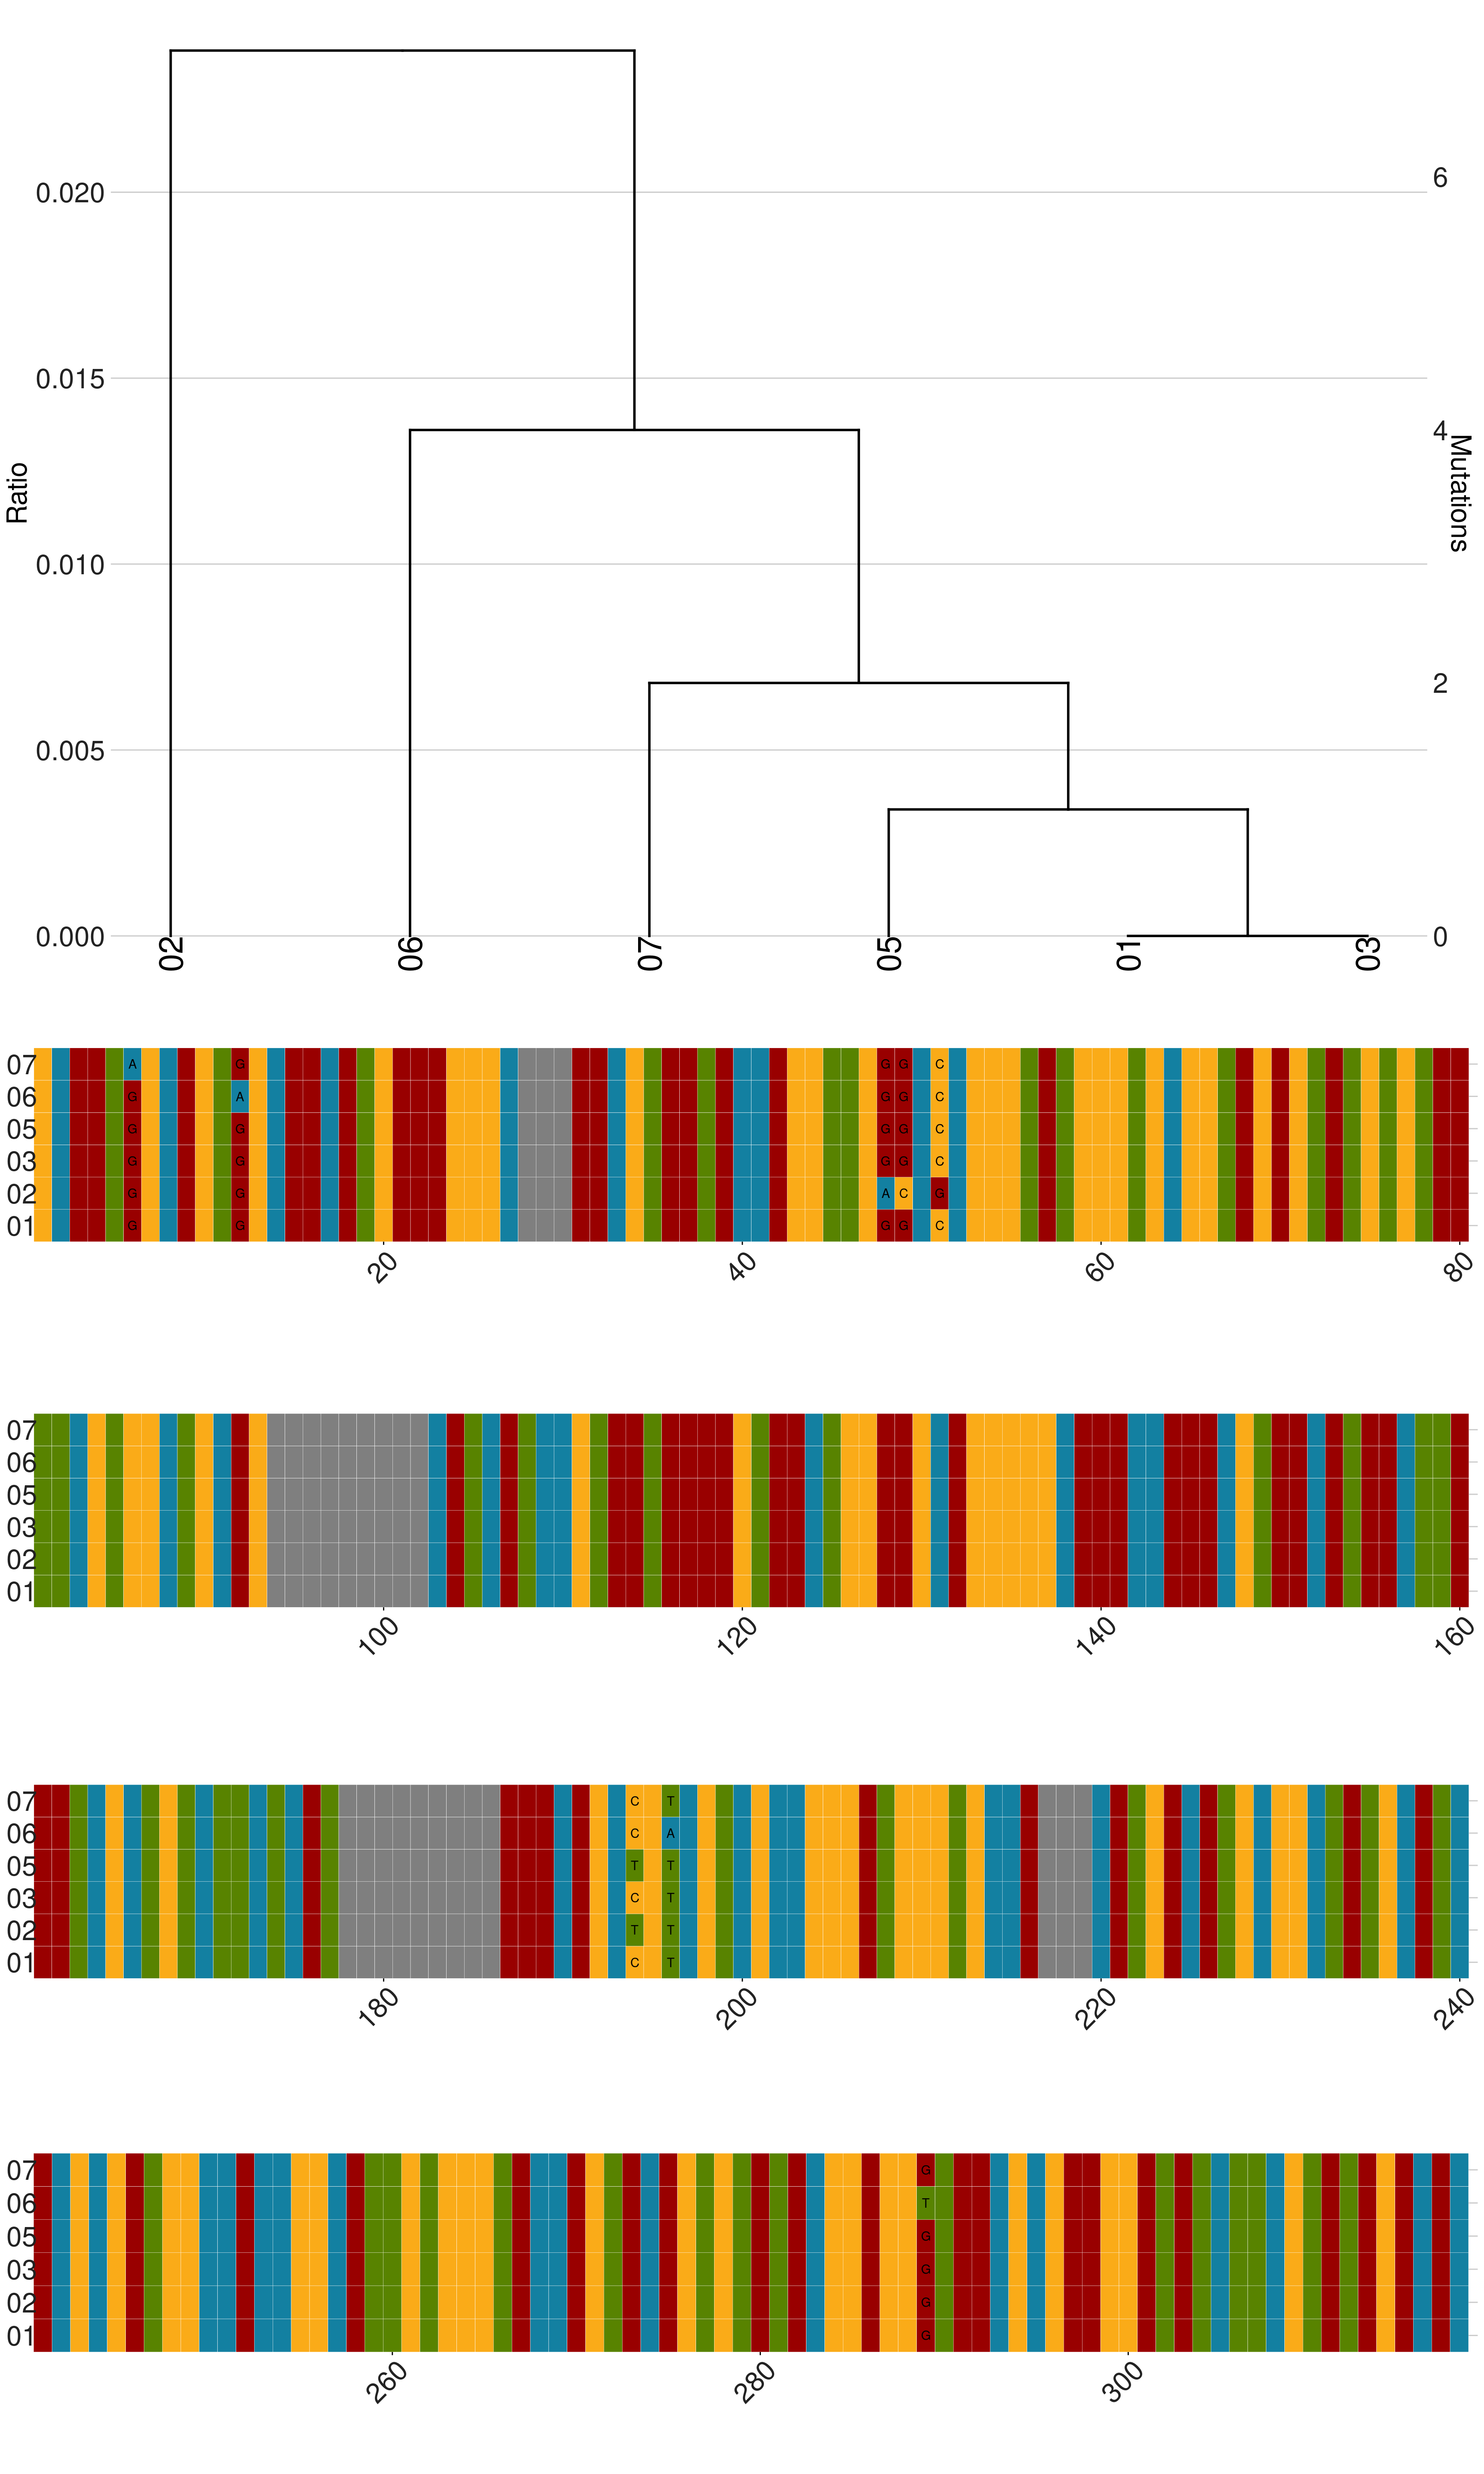 0.020
6
0.015
4
Ratio
Mutations
0.010
2
0.005
0.000
0
02 06 07 05 01 03
07 A G G G C
06 G A G G C
05 G G G G C
03 G G G G C
02 G G A C G
01 G G G G C
20 40 60 80
07
06
05
03
02
01
100 120 140 160
07 C T
06 C A
05 T T
03 C T
02 T T
01 C T
180 200 220 240
07 G
06 T
05 G
03 G
02 G
01 G
260 280 300